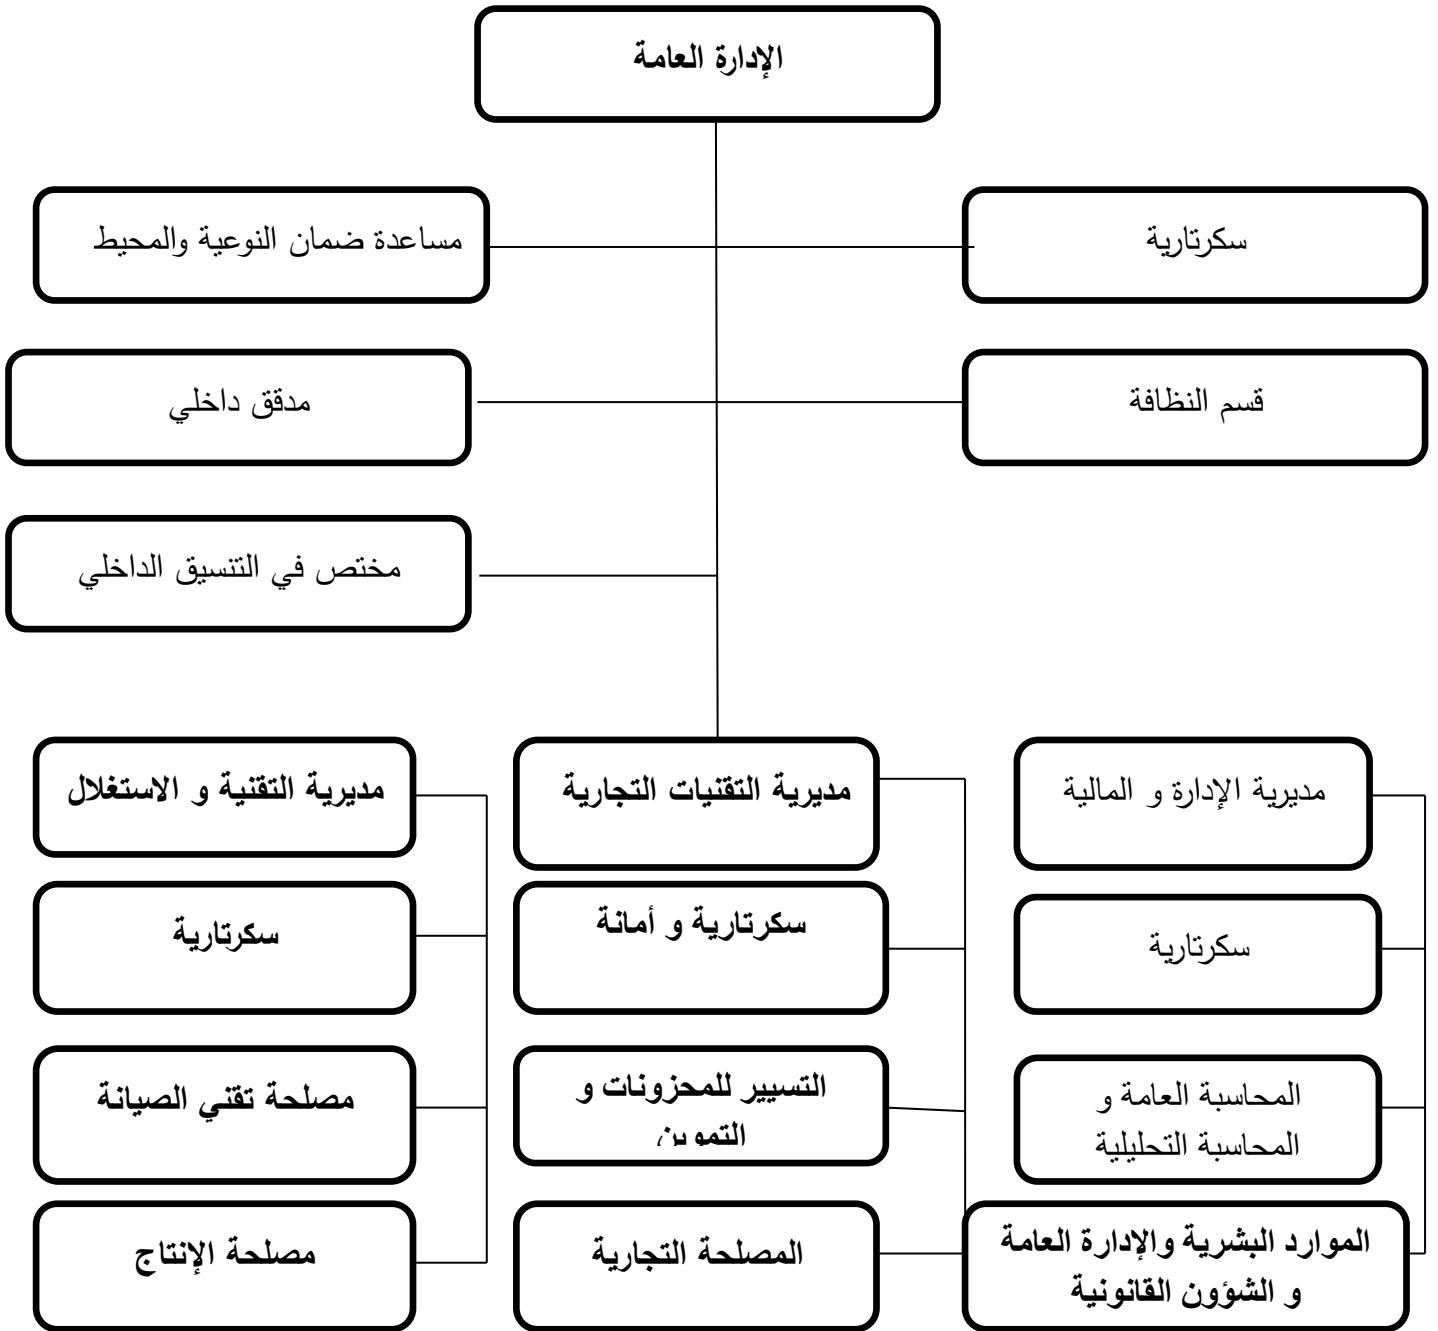 الإدارة العامة
سكرتارية
مساعدة ضمان النوعية والمحيط
قسم النظافة
مدقق داخلي
مختص في التنسيق الداخلي
مديرية الإدارة و المالية
مديرية التقنيات التجارية
مديرية التقنية و الاستغلال
سكرتارية
سكرتارية و أمانة
سكرتارية
المحاسبة العامة و
المحاسبة التحليلية
التسيير للمحزونات و
التموين
مصلحة تقني الصيانة
الموارد البشرية والإدارة العامة
و الشؤون القانونية
المصلحة التجارية
مصلحة الإنتاج